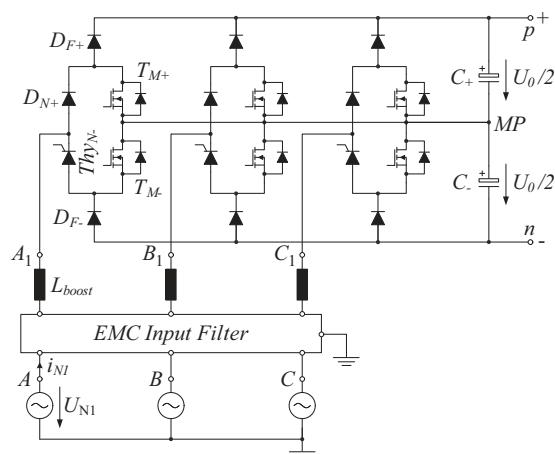 D_F+
p +
T_M+
D_N+
C_+
U_0/2
MP
Thy_N-
T_M-
C_-
U_0/2
D_F-
n -
A_1
B_1
C_1
L_boost
EMC Input Filter
i_N1
A
B
C
U_N1